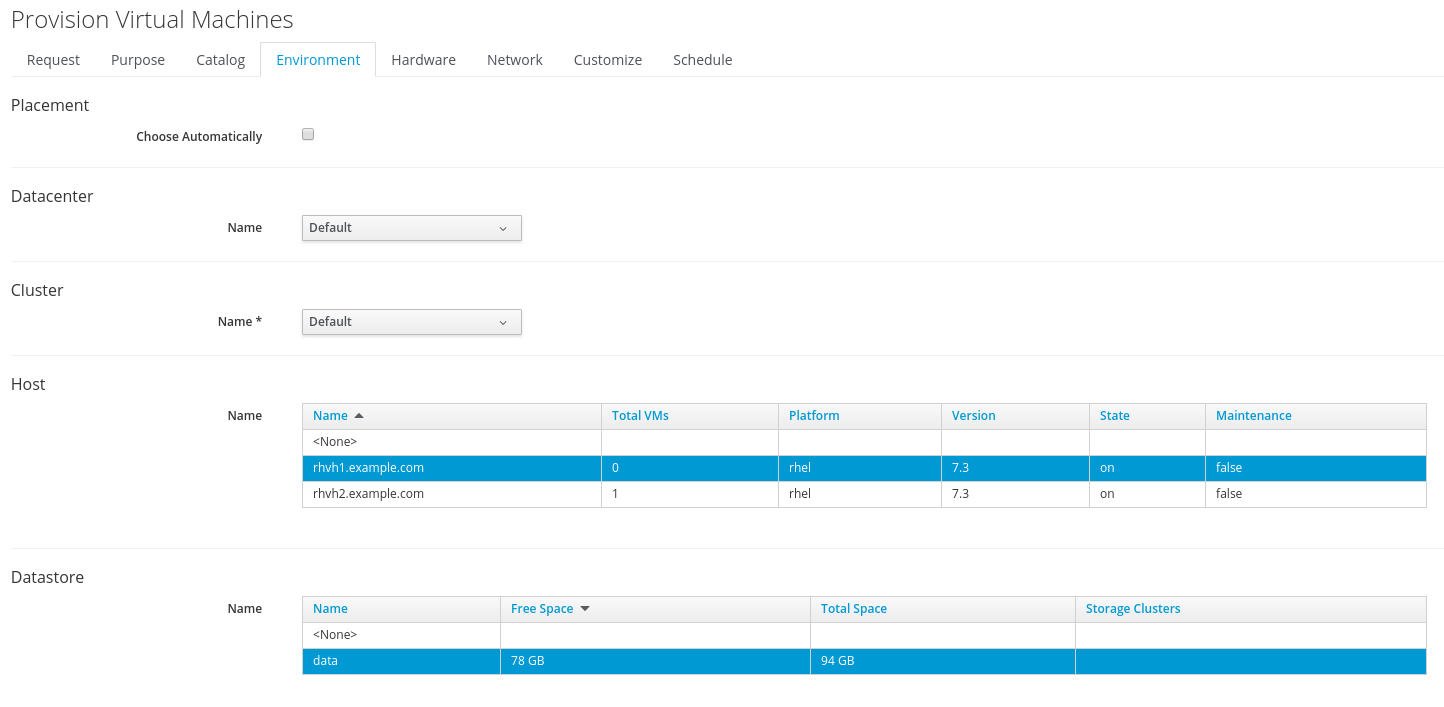 Provision Virtual Machines
Request Purpose Catalog Environment Hardware Network Customize Schedule
Placement
Choose Automatically
Datacenter
Name Default
Cluster
Name * Default
Host
Name Name Total VMs Platform Version State Maintenance
<None>
rhvh1.example.com 0 rhel 7.3 on false
rhvh2.example.com 1 rhel 7.3 on false
Datastore
Name Name Free Space Total Space Storage Clusters
<None>
data 78 GB 94 GB